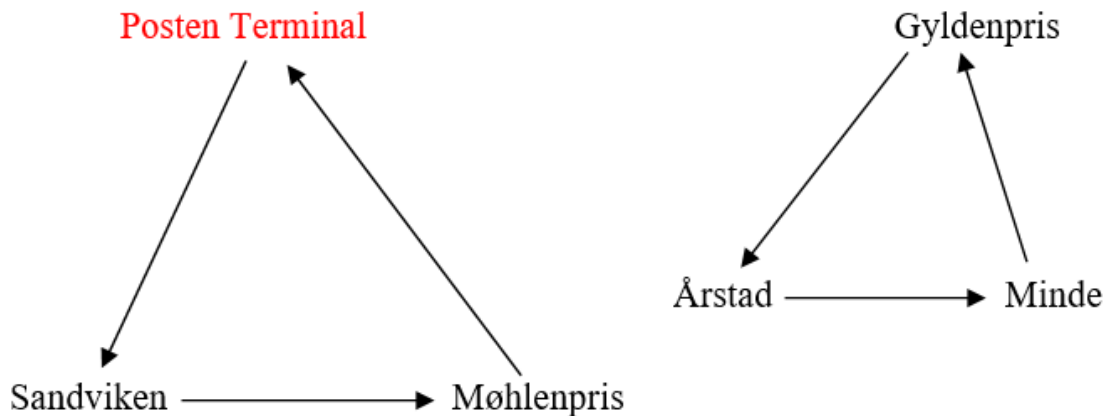 Posten Terminal
Gyldenpris
Årstad
Minde
Sandviken
Møhlenpris